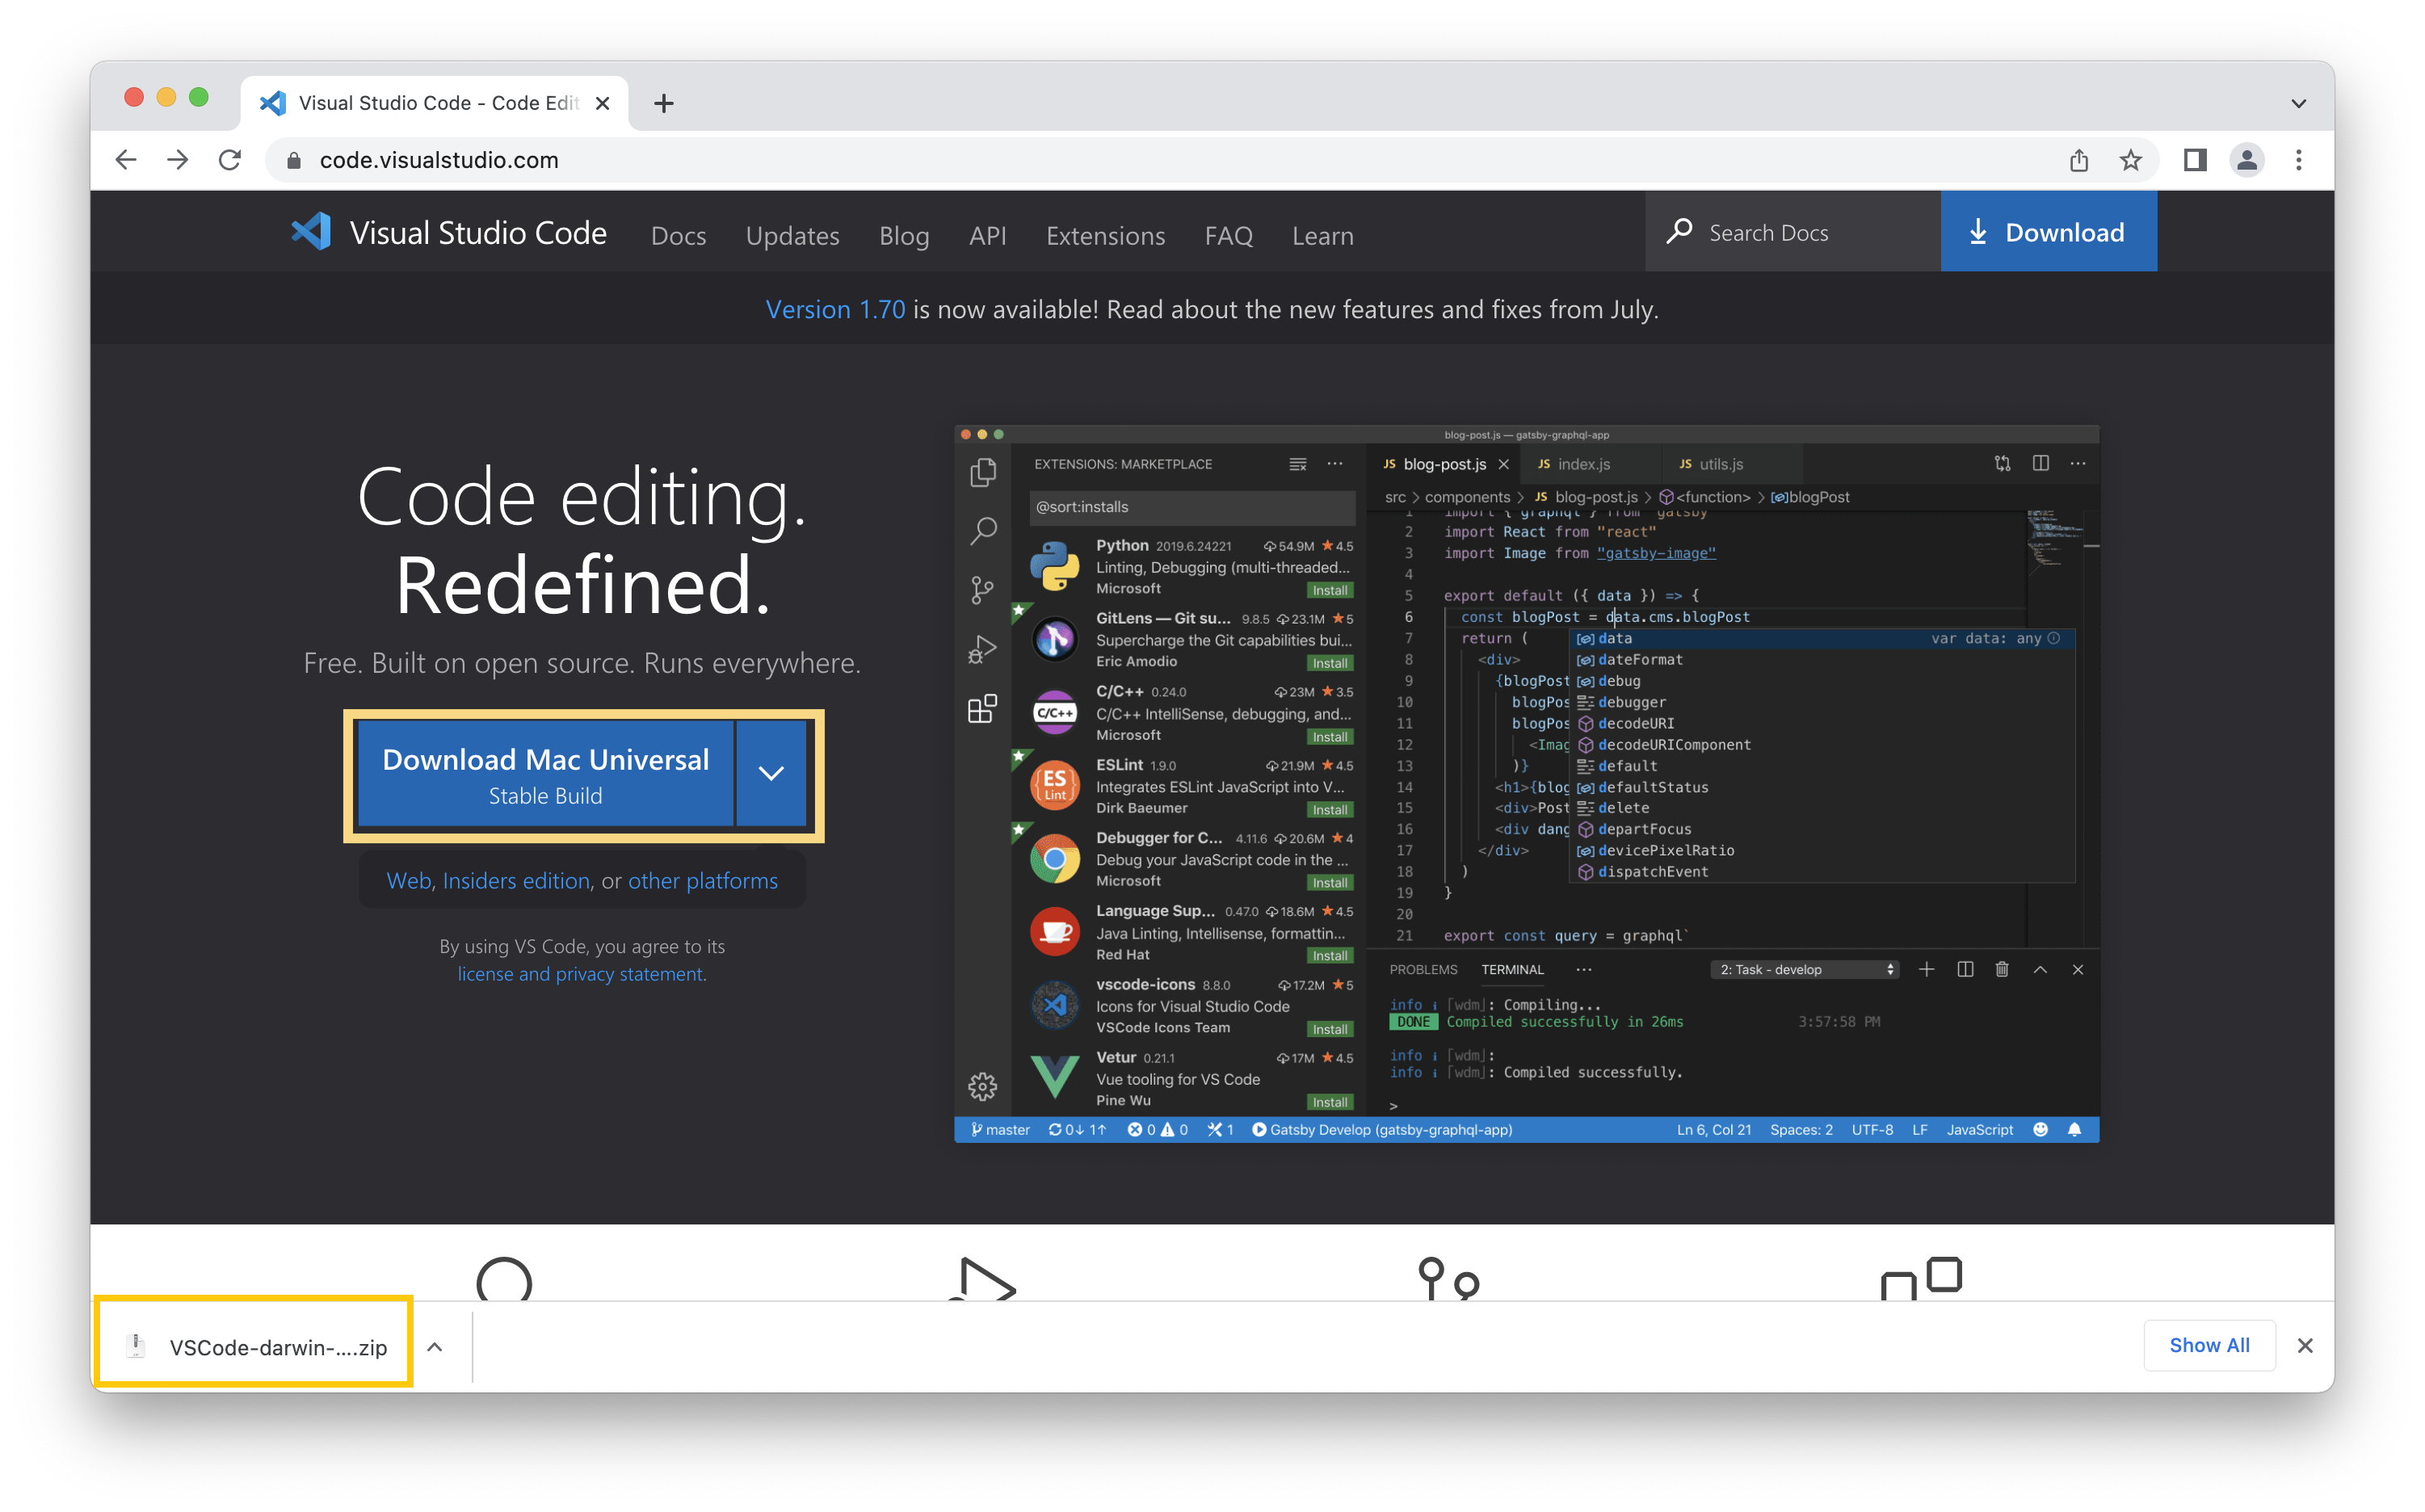 Visual Studio Code - Code Edit
code.visualstudio.com
Visual Studio Code Docs Updates Blog API Extensions FAQ Learn Search Docs Download
Version 1.70 is now available! Read about the new features and fixes from July.
Code editing.
Redefined.
Free. Built on open source. Runs everywhere.
Download Mac Universal
Stable Build
Web, Insiders edition, or other platforms
By using VS Code, you agree to its
license and privacy statement.
blog-post.js — gatsby-graphql-app
EXTENSIONS: MARKETPLACE
@sort:installs
Python 2019.6.24221 54.9M 4.5
Linting, Debugging (multi-threaded...
Microsoft Install
GitLens — Git su... 9.8.5 23.1M 5
Supercharge the Git capabilities bui...
Eric Amodio Install
C/C++
C/C++ 0.24.0 23M 3.5
C/C++ IntelliSense, debugging, and...
Microsoft Install
ES
Lint
ESLint 1.9.0 21.9M 4.5
Integrates ESLint JavaScript into V...
Dirk Baeumer Install
Debugger for C... 4.11.6 20.6M 4
Debug your JavaScript code in the ...
Microsoft Install
Language Sup... 0.47.0 18.6M 4.5
Java Linting, Intellisense, formattin...
Red Hat Install
vscode-icons 8.8.0 17.2M 5
Icons for Visual Studio Code
VSCode Icons Team Install
Vetur 0.21.1 17M 4.5
Vue tooling for VS Code
Pine Wu Install
JS blog-post.js JS index.js JS utils.js
src > components > JS blog-post.js > <function> > blogPost
1 import { graphql } from "gatsby"
2 import React from "react"
3 import Image from "gatsby-image"
4
5 export default ({ data }) => {
6 const blogPost = data.cms.blogPost
7 return (
8 <div>
9 {blogPost
10 blogPos
11 blogPos
12 <Imag
13 )}
14 <h1>{blog
15 <div>Post
16 <div dang
17 </div>
18 )
19 }
20
21 export const query = graphql`
data var data: any
dateFormat
debug
debugger
decodeURI
decodeURIComponent
default
defaultStatus
delete
departFocus
devicePixelRatio
dispatchEvent
PROBLEMS TERMINAL ... 2: Task - develop
info i ｢wdm｣: Compiling...
DONE Compiled successfully in 26ms 3:57:58 PM
info i ｢wdm｣:
info i ｢wdm｣: Compiled successfully.
>
master 0↓ 1↑ 0 0 1 Gatsby Develop (gatsby-graphql-app) Ln 6, Col 21 Spaces: 2 UTF-8 LF JavaScript
VSCode-darwin-....zip
Show All